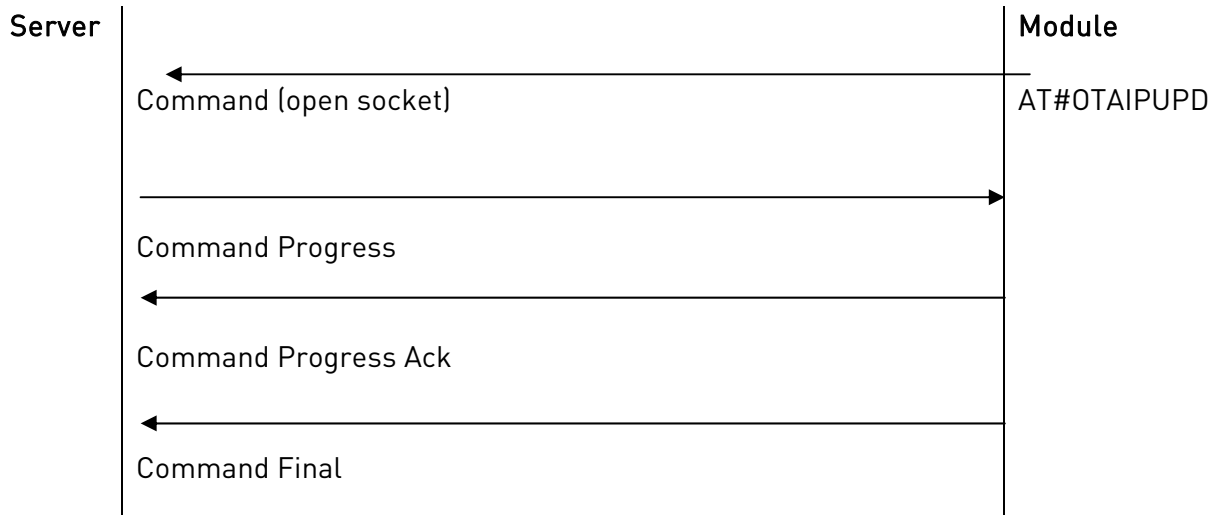 Server
Module
Command (open socket)
AT#OTAIPUPD
Command Progress
Command Progress Ack
Command Final